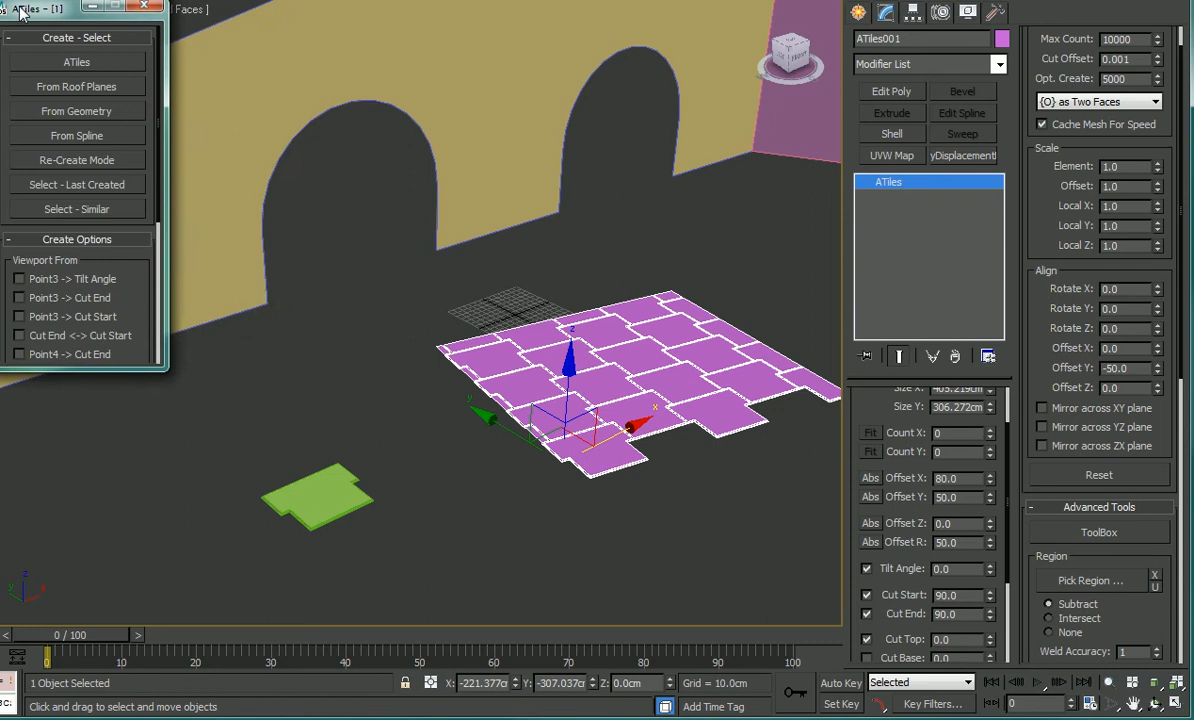 ATiles - [1]
l Faces ]
Create - Select
ATiles
From Roof Planes
From Geometry
From Spline
Re-Create Mode
Select - Last Created
Select - Similar
Create Options
Viewport From
Point3 -> Tilt Angle
Point3 -> Cut End
Point3 -> Cut Start
Cut End <-> Cut Start
Point4 -> Cut End
ATiles001
Modifier List
Edit Poly
Bevel
Extrude
Edit Spline
Shell
Sweep
UVW Map
yDisplacementI
ATiles
Size X: 405.219cm
Size Y: 306.272cm
Fit Count X: 0
Fit Count Y: 0
Abs Offset X: 80.0
Abs Offset Y: 50.0
Abs Offset Z: 0.0
Abs Offset R: 50.0
Tilt Angle: 0.0
Cut Start: 90.0
Cut End: 90.0
Cut Top: 0.0
Cut Base: 0.0
Max Count: 10000
Cut Offset: 0.001
Opt. Create: 5000
{O} as Two Faces
Cache Mesh For Speed
Scale
Element: 1.0
Offset: 1.0
Local X: 1.0
Local Y: 1.0
Local Z: 1.0
Align
Rotate X: 0.0
Rotate Y: 0.0
Rotate Z: 0.0
Offset X: 0.0
Offset Y: -50.0
Offset Z: 0.0
Mirror across XY plane
Mirror across YZ plane
Mirror across ZX plane
Reset
Advanced Tools
ToolBox
Region
Pick Region ...
X
U
Subtract
Intersect
None
Weld Accuracy: 1
z
y
x
z
y
x
< 0 / 100 >
0 10 20 30 40 50 60 70 80 90 100
1 Object Selected
X: -221.377cm Y: -307.037cm Z: 0.0cm Grid = 10.0cm
Auto Key
Selected
Click and drag to select and move objects
Add Time Tag
Set Key
Key Filters...
0